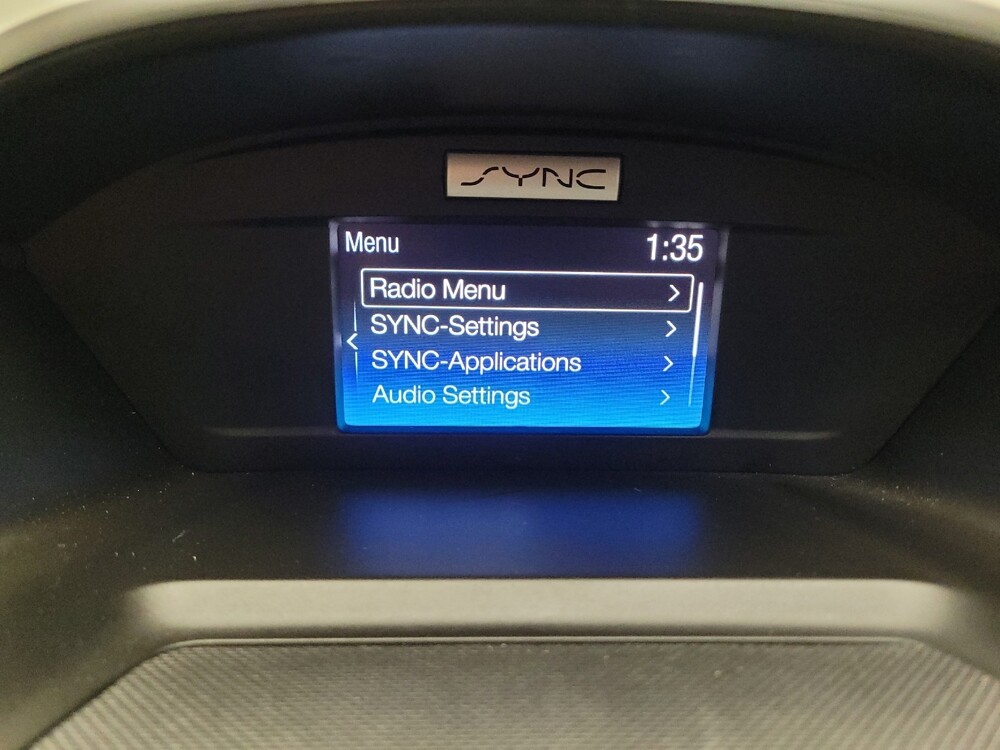 SYNC
Menu 1:35
Radio Menu >
SYNC-Settings >
<
SYNC-Applications >
Audio Settings >